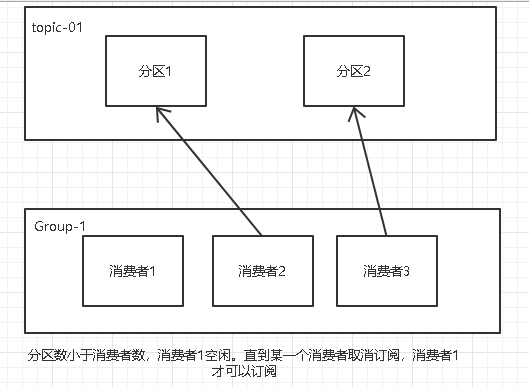 topic-01
分区1
分区2
Group-1
消费者1
消费者2
消费者3
分区数小于消费者数，消费者1空闲。直到某一个消费者取消订阅，消费者1
才可以订阅